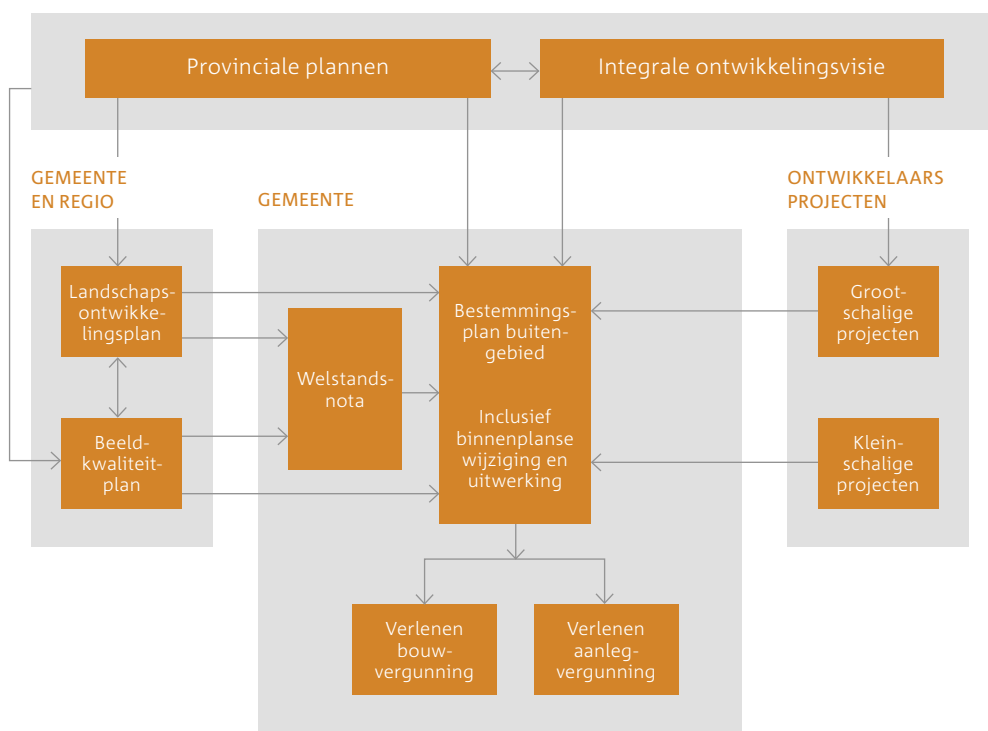 Provinciale plannen
Integrale ontwikkelingsvisie
GEMEENTE
EN REGIO
GEMEENTE
ONTWIKKELAARS
PROJECTEN
Landschaps-
ontwikke-
lingsplan
Beeld-
kwaliteit-
plan
Welstands-
nota
Bestemmings-
plan buiten-
gebied
Inclusief
binnenplanse
wijziging en
uitwerking
Groot-
schalige
projecten
Klein-
schalige
projecten
Verlenen
bouw-
vergunning
Verlenen
aanleg-
vergunning